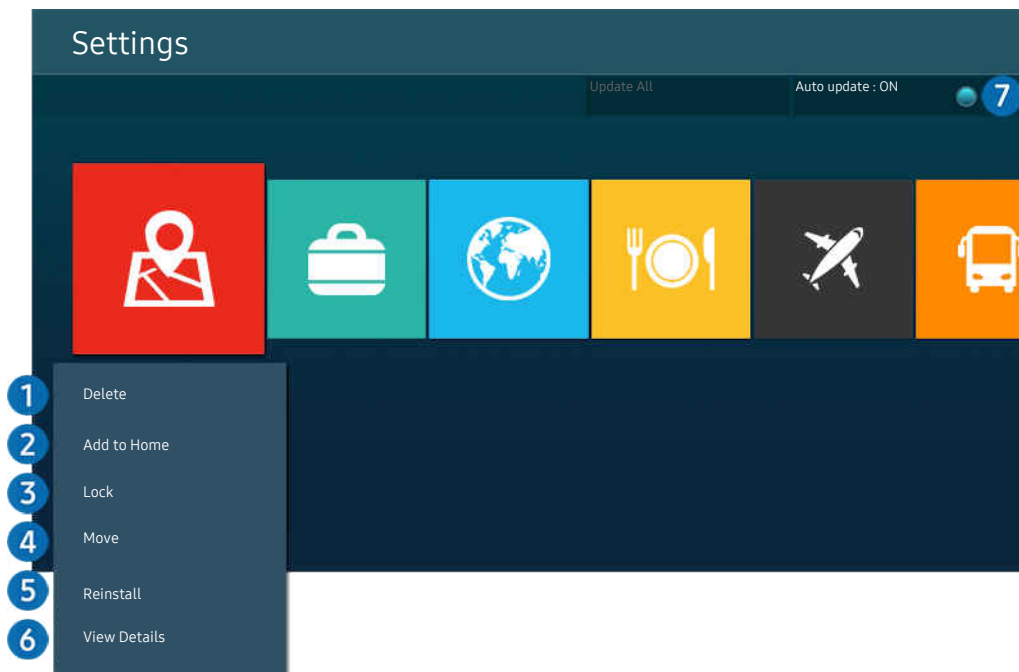 Settings
Update All
Auto update : ON
7
1 Delete
2 Add to Home
3 Lock
4 Move
5 Reinstall
6 View Details